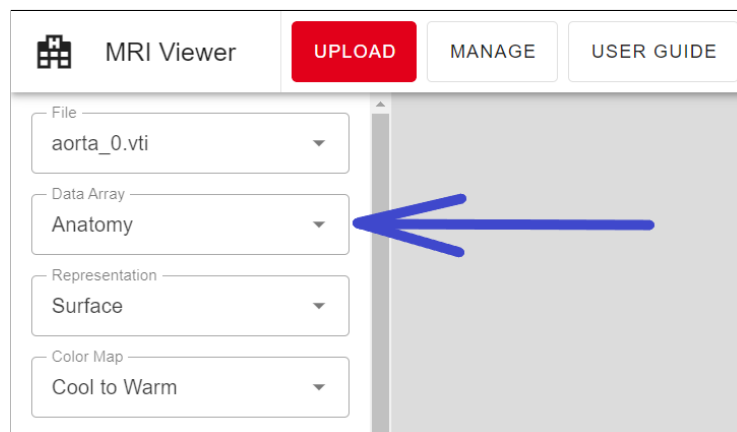 MRI Viewer
UPLOAD
MANAGE
USER GUIDE
File
aorta_0.vti
Data Array
Anatomy
Representation
Surface
Color Map
Cool to Warm